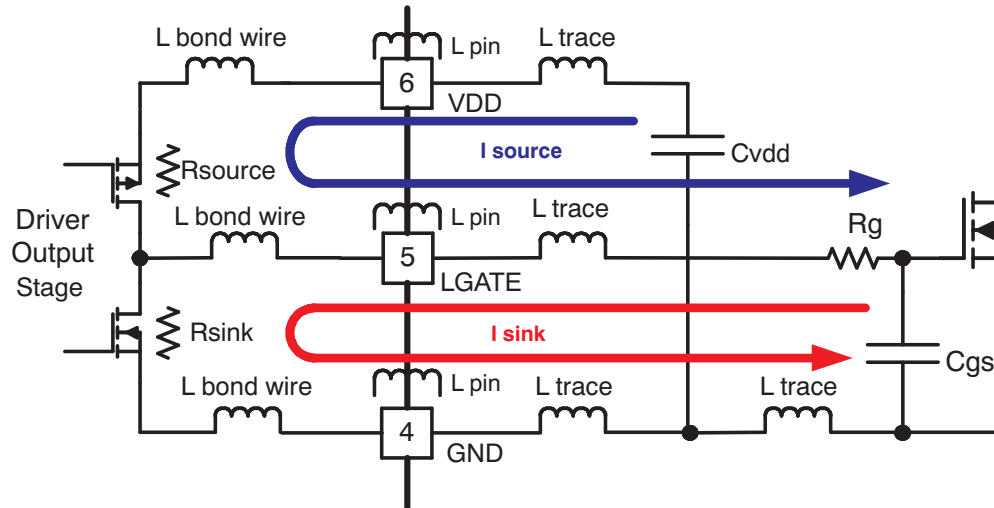 L bond wire
L pin
L trace
6
VDD
I source
Cvdd
Rsource
L bond wire
L pin
L trace
Rg
Driver
Output
Stage
5
LGATE
Rsink
I sink
Cgs
L bond wire
L pin
L trace
L trace
4
GND